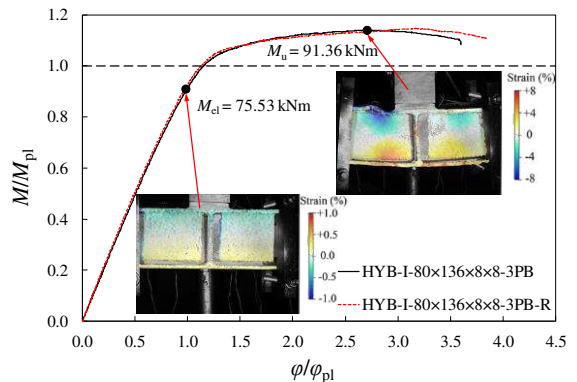 1.4
1.2
1.0
0.8
0.6
0.4
0.2
0.0
M/Mpl
0.0 0.5 1.0 1.5 2.0 2.5 3.0 3.5 4.0 4.5
φ/φpl
Mu = 91.36 kNm
Mel = 75.53 kNm
Strain (%)
+8
+4
0
-4
-8
Strain (%)
+1.0
+0.5
0
-0.5
-1.0
HYB-I-80×136×8×8-3PB
HYB-I-80×136×8×8-3PB-R